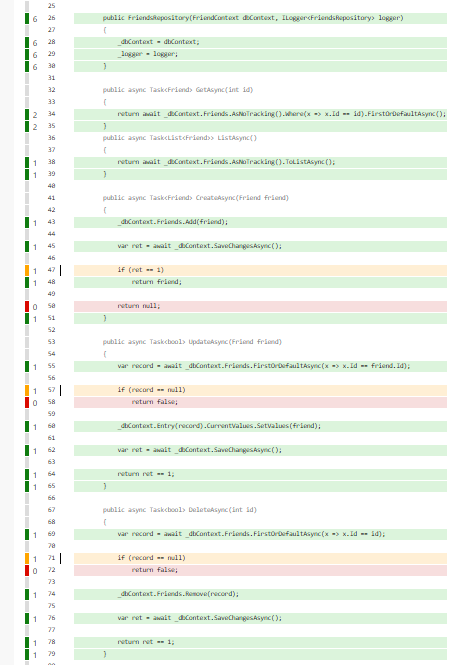 25
6 26 public FriendsRepository(FriendContext dbContext, ILogger<FriendsRepository> logger)
27 {
6 28 _dbContext = dbContext;
6 29 _logger = logger;
6 30 }
31
32 public async Task<Friend> GetAsync(int id)
33 {
2 34 return await _dbContext.Friends.AsNoTracking().Where(x => x.Id == id).FirstOrDefaultAsync();
2 35 }
36 public async Task<List<Friend>> ListAsync()
37 {
1 38 return await _dbContext.Friends.AsNoTracking().ToListAsync();
1 39 }
40
41 public async Task<Friend> CreateAsync(Friend friend)
42 {
1 43 _dbContext.Friends.Add(friend);
44
1 45 var ret = await _dbContext.SaveChangesAsync();
46
1 47 if (ret == 1)
1 48 return friend;
49
0 50 return null;
1 51 }
52
53 public async Task<bool> UpdateAsync(Friend friend)
54 {
1 55 var record = await _dbContext.Friends.FirstOrDefaultAsync(x => x.Id == friend.Id);
56
1 57 if (record == null)
0 58 return false;
59
1 60 _dbContext.Entry(record).CurrentValues.SetValues(friend);
61
1 62 var ret = await _dbContext.SaveChangesAsync();
63
1 64 return ret == 1;
1 65 }
66
67 public async Task<bool> DeleteAsync(int id)
68 {
1 69 var record = await _dbContext.Friends.FirstOrDefaultAsync(x => x.Id == id);
70
1 71 if (record == null)
0 72 return false;
73
1 74 _dbContext.Friends.Remove(record);
75
1 76 var ret = await _dbContext.SaveChangesAsync();
77
1 78 return ret == 1;
1 79 }